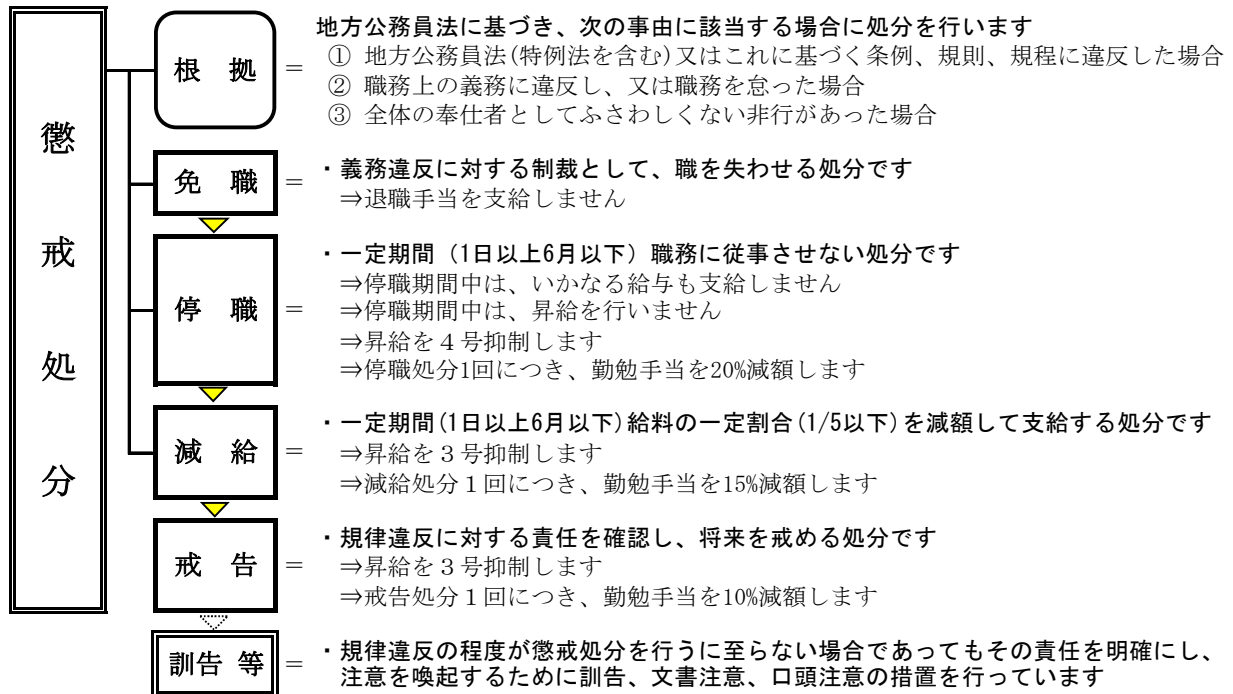 懲戒処分
根 拠 = 地方公務員法に基づき、次の事由に該当する場合に処分を行います
① 地方公務員法(特例法を含む)又はこれに基づく条例、規則、規程に違反した場合
② 職務上の義務に違反し、又は職務を怠った場合
③ 全体の奉仕者としてふさわしくない非行があった場合
免 職 = ・義務違反に対する制裁として、職を失わせる処分です
⇒退職手当を支給しません
停 職 = ・一定期間（1日以上6月以下）職務に従事させない処分です
⇒停職期間中は、いかなる給与も支給しません
⇒停職期間中は、昇給を行いません
⇒昇給を４号抑制します
⇒停職処分1回につき、勤勉手当を20%減額します
減 給 = ・一定期間(1日以上6月以下)給料の一定割合(1/5以下)を減額して支給する処分です
⇒昇給を３号抑制します
⇒減給処分１回につき、勤勉手当を15%減額します
戒 告 = ・規律違反に対する責任を確認し、将来を戒める処分です
⇒昇給を３号抑制します
⇒戒告処分１回につき、勤勉手当を10%減額します
訓告 等 = ・規律違反の程度が懲戒処分を行うに至らない場合であってもその責任を明確にし、
注意を喚起するために訓告、文書注意、口頭注意の措置を行っています